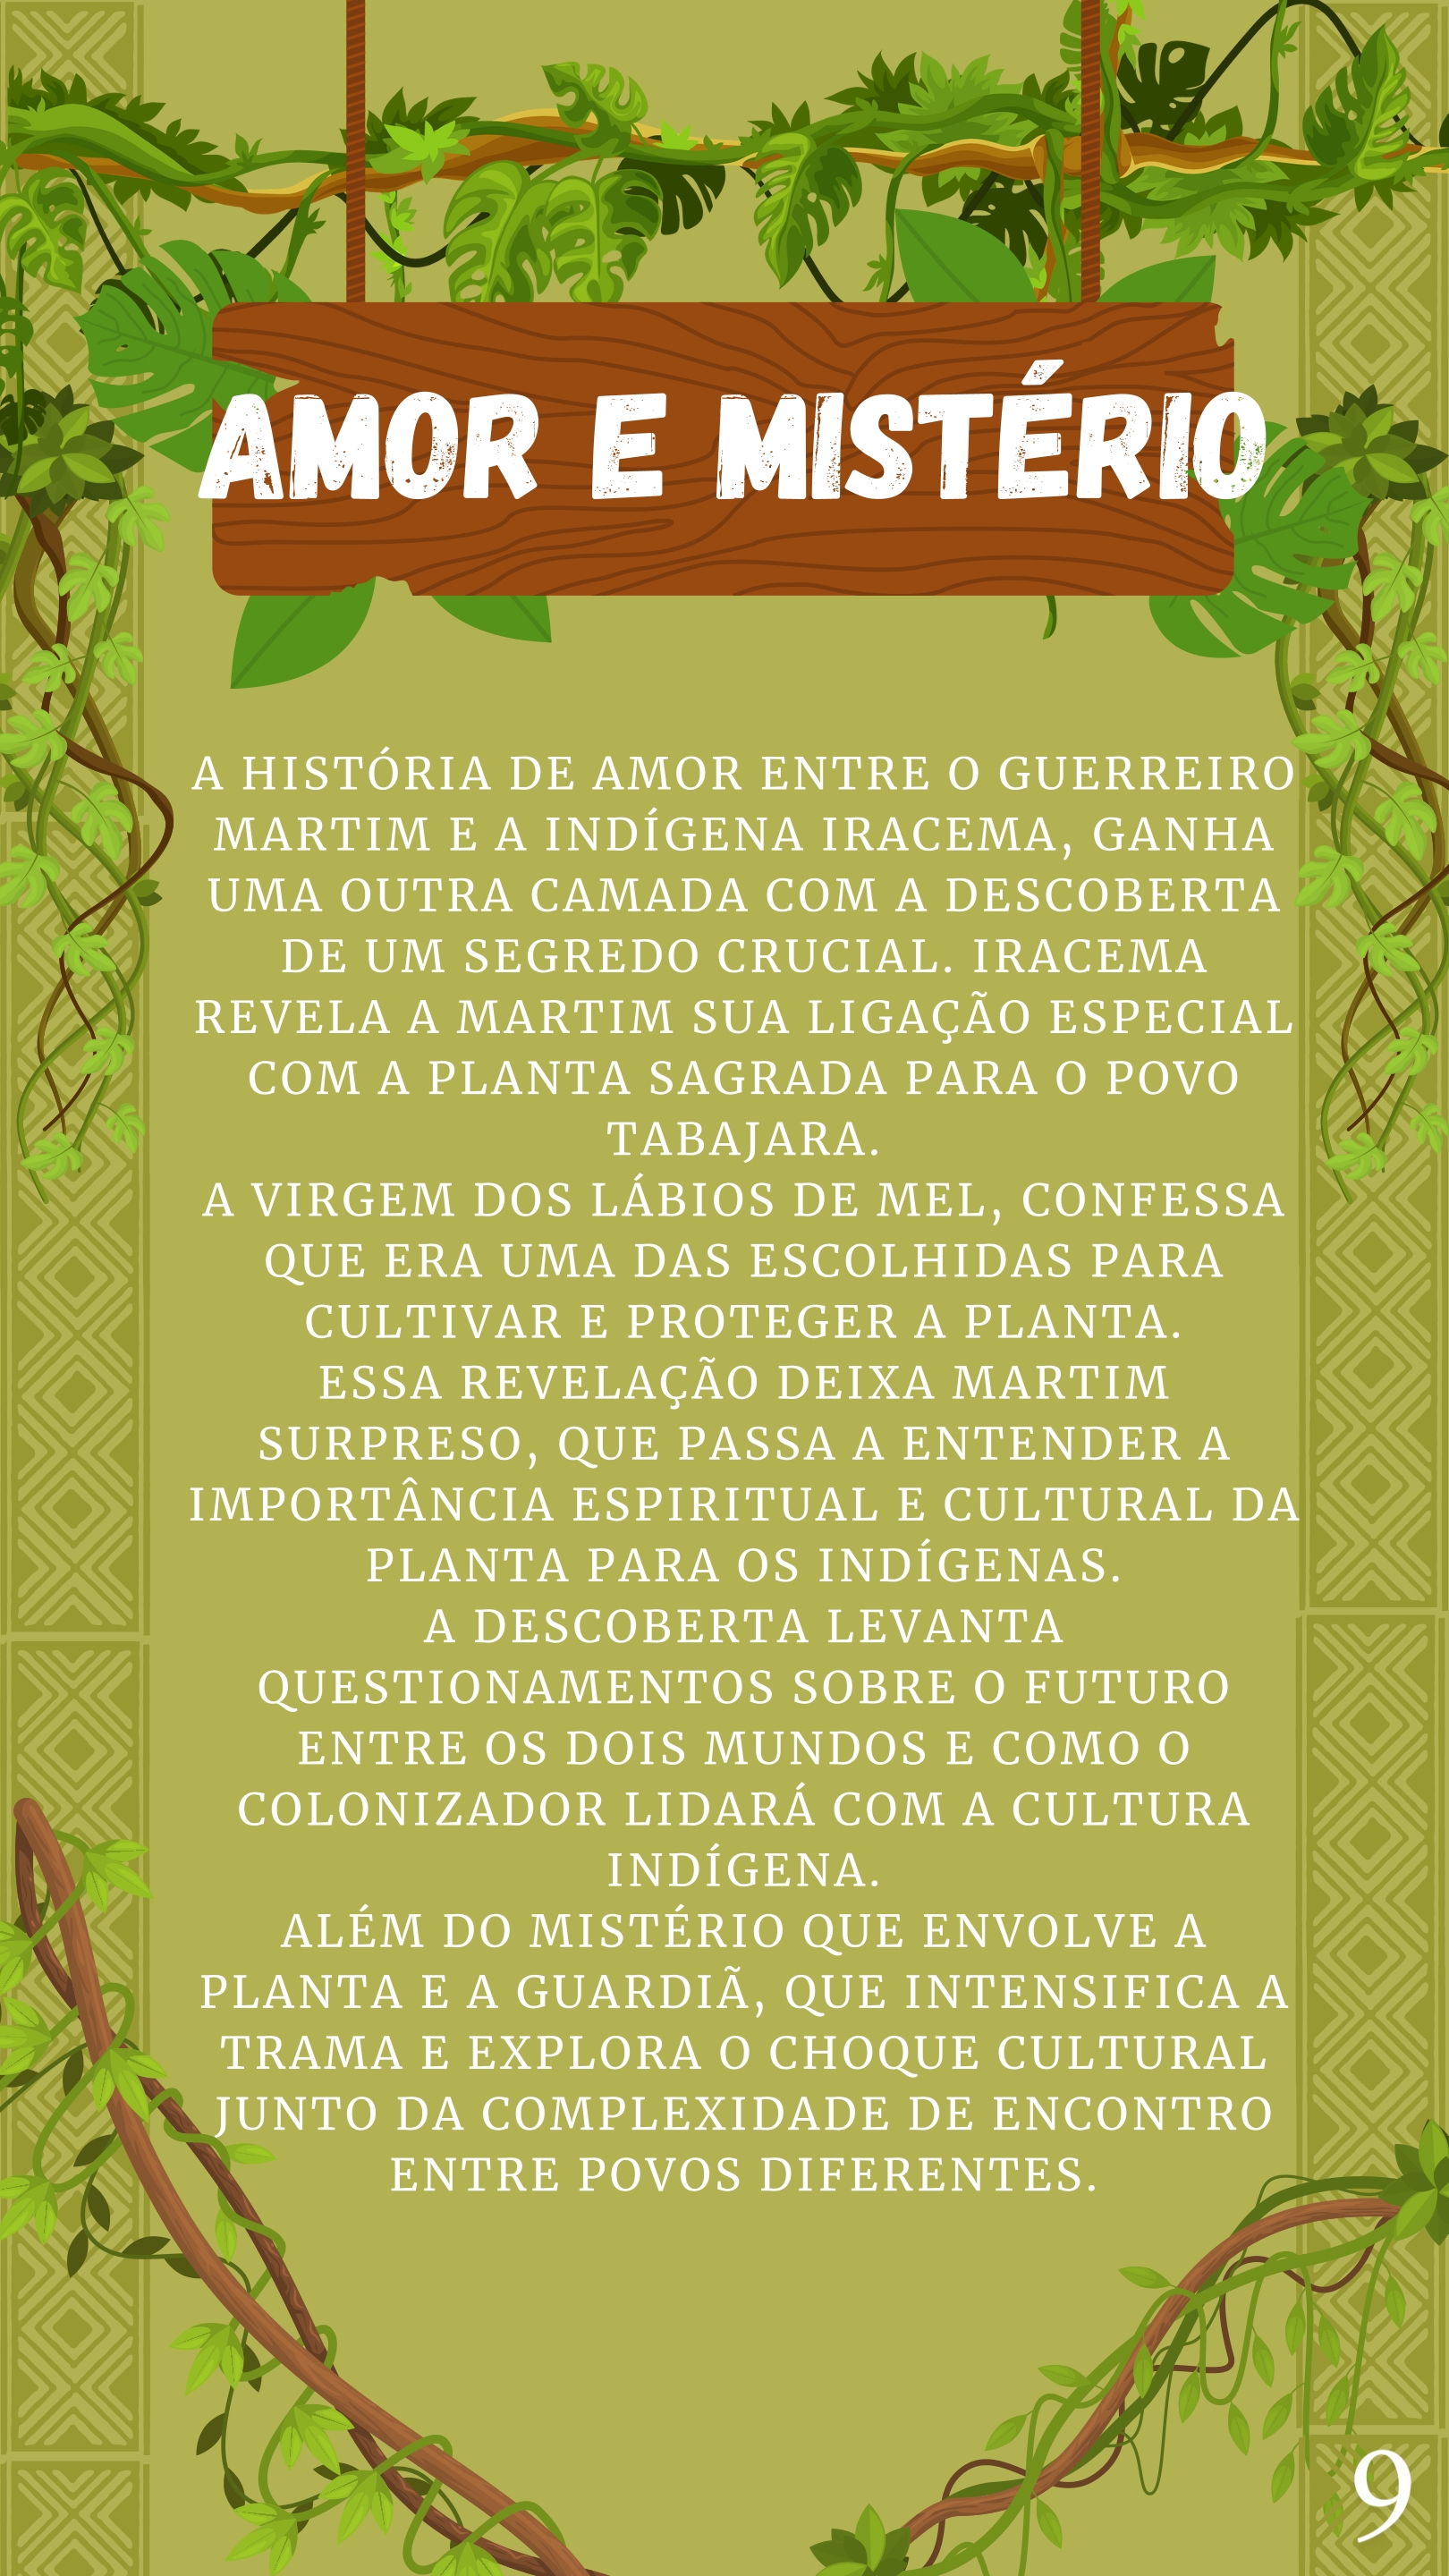 AMOR E MISTÉRIO
A HISTÓRIA DE AMOR ENTRE O GUERREIRO
MARTIM E A INDÍGENA IRACEMA, GANHA
UMA OUTRA CAMADA COM A DESCOBERTA
DE UM SEGREDO CRUCIAL. IRACEMA
REVELA A MARTIM SUA LIGAÇÃO ESPECIAL
COM A PLANTA SAGRADA PARA O POVO
TABAJARA.
A VIRGEM DOS LÁBIOS DE MEL, CONFESSA
QUE ERA UMA DAS ESCOLHIDAS PARA
CULTIVAR E PROTEGER A PLANTA.
ESSA REVELAÇÃO DEIXA MARTIM
SURPRESO, QUE PASSA A ENTENDER A
IMPORTÂNCIA ESPIRITUAL E CULTURAL DA
PLANTA PARA OS INDÍGENAS.
A DESCOBERTA LEVANTA
QUESTIONAMENTOS SOBRE O FUTURO
ENTRE OS DOIS MUNDOS E COMO O
COLONIZADOR LIDARÁ COM A CULTURA
INDÍGENA.
ALÉM DO MISTÉRIO QUE ENVOLVE A
PLANTA E A GUARDIÃ, QUE INTENSIFICA A
TRAMA E EXPLORA O CHOQUE CULTURAL
JUNTO DA COMPLEXIDADE DE ENCONTRO
ENTRE POVOS DIFERENTES.
9